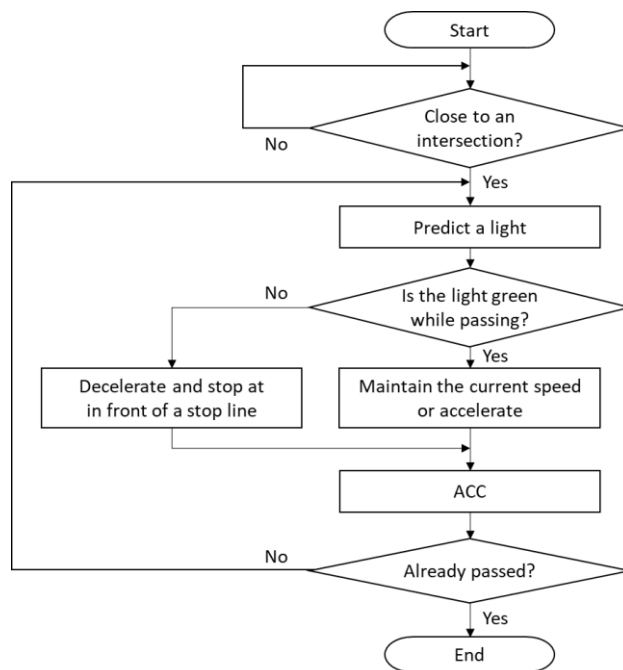 Start
Close to an
intersection?
No
Yes
Predict a light
No
Is the light green
while passing?
Yes
Decelerate and stop at
in front of a stop line
Maintain the current speed
or accelerate
ACC
No
Already passed?
Yes
End